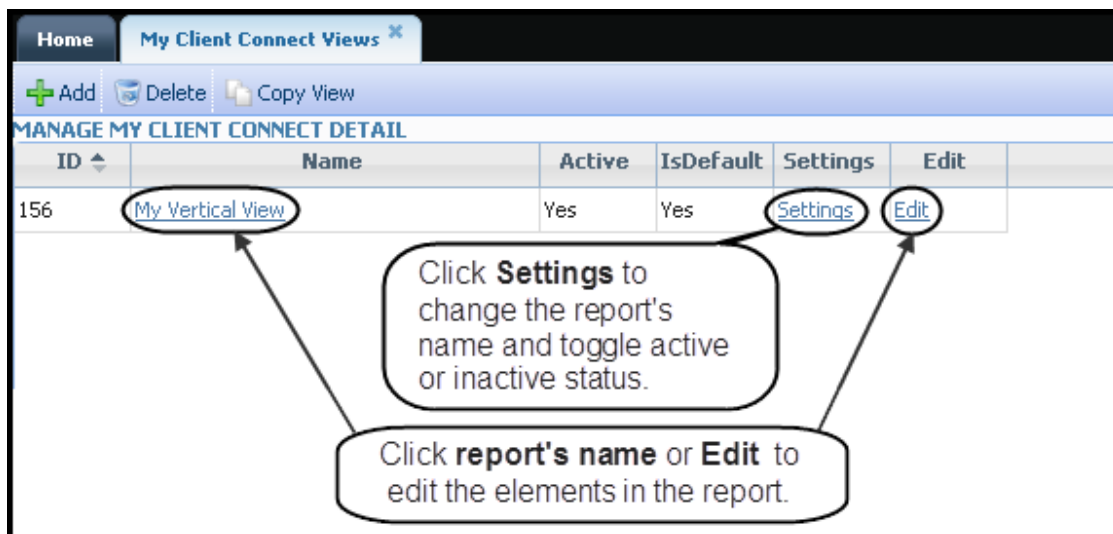 Home My Client Connect Views
Add Delete Copy View
MANAGE MY CLIENT CONNECT DETAIL
ID Name Active IsDefault Settings Edit
156 My Vertical View Yes Yes Settings Edit
Click Settings to
change the report's
name and toggle active
or inactive status.
Click report's name or Edit to
edit the elements in the report.